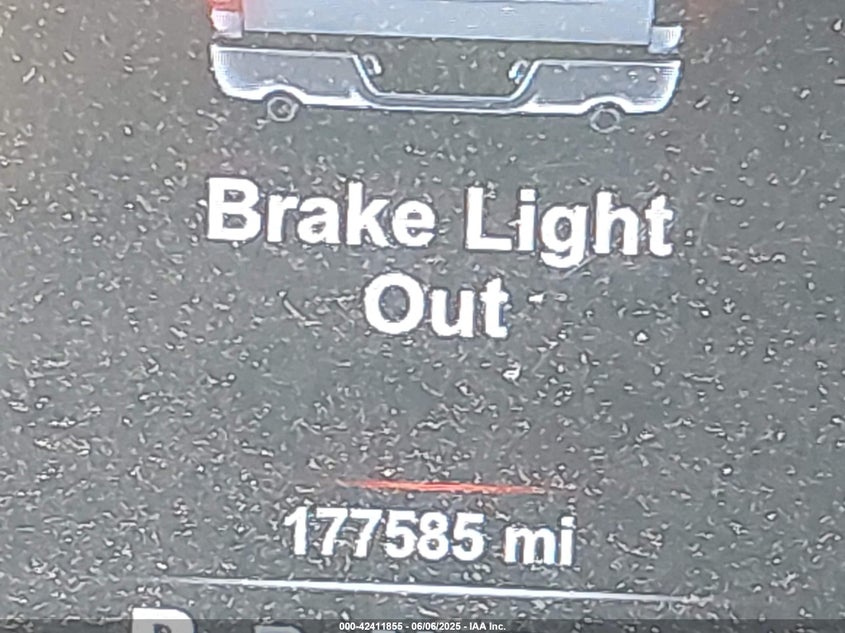 Brake Light
Out
177585 mi
000-42411855 - 06/06/2025 - IAA Inc.